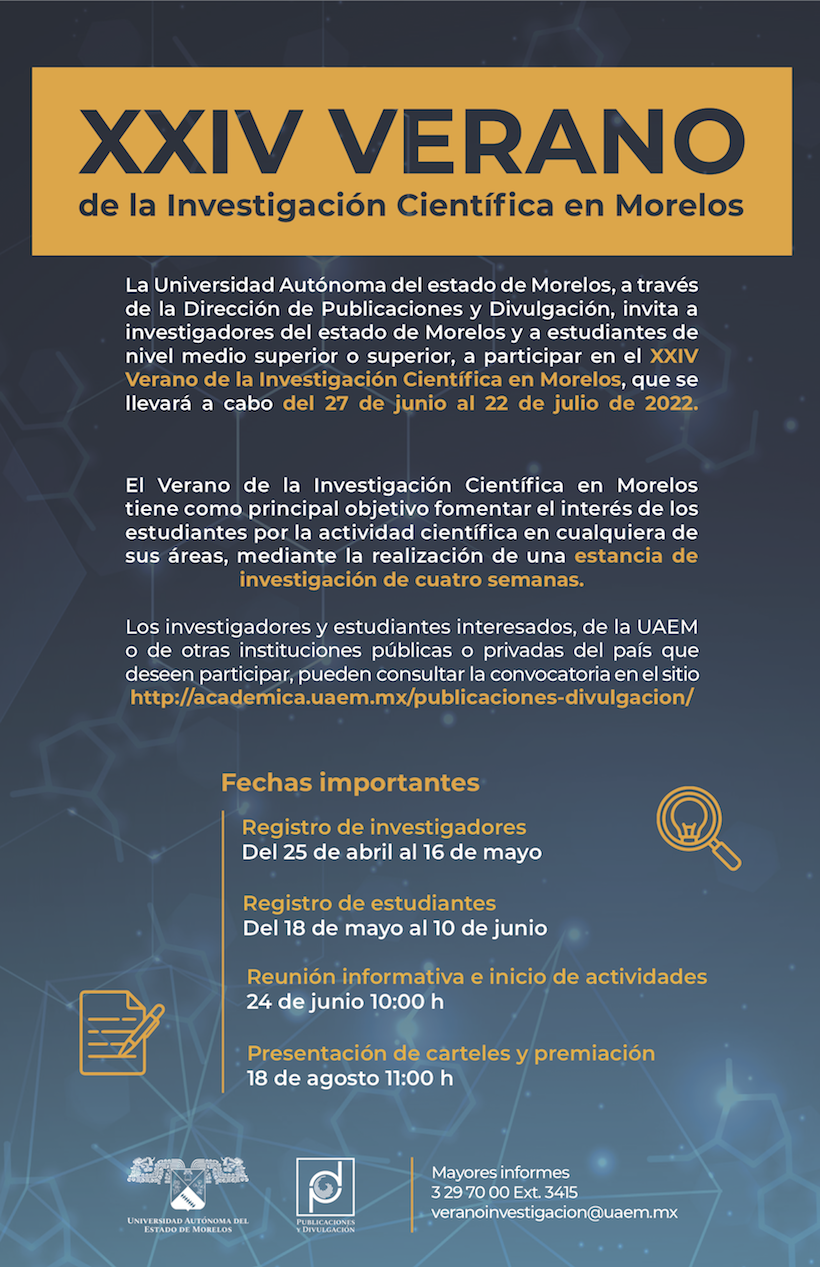 XXIV VERANO
de la Investigación Científica en Morelos
La Universidad Autónoma del estado de Morelos, a través
de la Dirección de Publicaciones y Divulgación, invita a
investigadores del estado de Morelos y a estudiantes de
nivel medio superior o superior, a participar en el XXIV
Verano de la Investigación Científica en Morelos, que se
llevará a cabo del 27 de junio al 22 de julio de 2022.
El Verano de la Investigación Científica en Morelos
tiene como principal objetivo fomentar el interés de los
estudiantes por la actividad científica en cualquiera de
sus áreas, mediante la realización de una estancia de
investigación de cuatro semanas.
Los investigadores y estudiantes interesados, de la UAEM
o de otras instituciones públicas o privadas del país que
deseen participar, pueden consultar la convocatoria en el sitio
http://academica.uaem.mx/publicaciones-divulgacion/
Fechas importantes
Registro de investigadores
Del 25 de abril al 16 de mayo
Registro de estudiantes
Del 18 de mayo al 10 de junio
Reunión informativa e inicio de actividades
24 de junio 10:00 h
Presentación de carteles y premiación
18 de agosto 11:00 h
UNIVERSIDAD AUTÓNOMA DEL
ESTADO DE MORELOS
PUBLICACIONES
Y DIVULGACIÓN
Mayores informes
3 29 70 00 Ext. 3415
veranoinvestigacion@uaem.mx